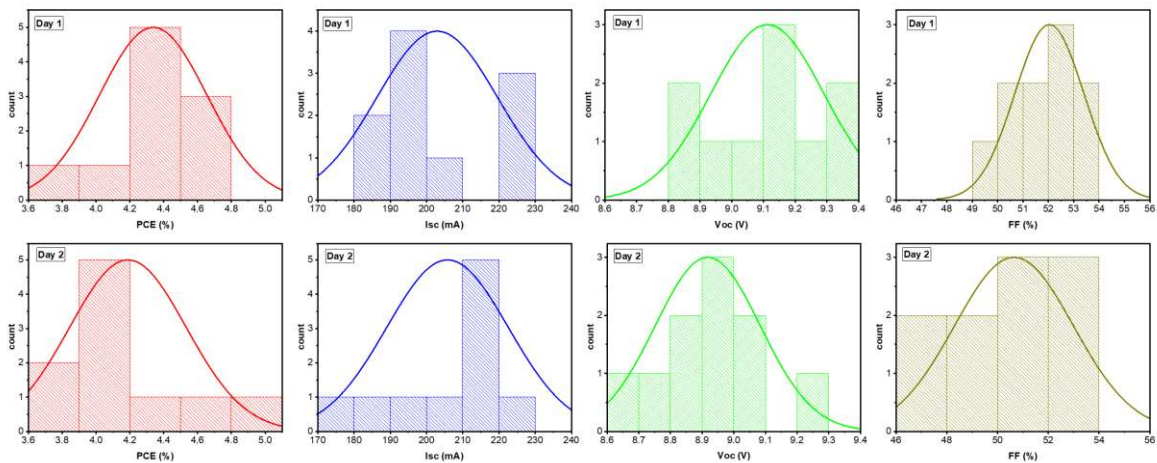 Day 1
count
5
4
3
2
1
0
3.6 4.0 4.2 4.4 4.6 4.8 5.0
PCE (%)
Day 1
count
4
3
2
1
0
170 180 190 200 210 220 230 240
Isc (mA)
Day 1
count
3
2
1
0
8.6 8.7 8.8 8.9 9.0 9.1 9.2 9.3 9.4
Voc (V)
Day 1
count
3
2
1
0
46 47 49 50 51 52 53 54 56
FF (%)
Day 2
count
5
4
3
2
1
0
3.6 3.8 4.0 4.2 4.4 4.6 4.8 5.0
PCE (%)
Day 2
count
5
4
3
2
1
0
170 180 190 200 210 220 230 240
Isc (mA)
Day 2
count
3
2
1
0
8.6 8.7 8.8 8.9 9.0 9.1 9.2 9.3 9.4
Voc (V)
Day 2
count
3
2
1
0
46 48 50 52 54 56
FF (%)